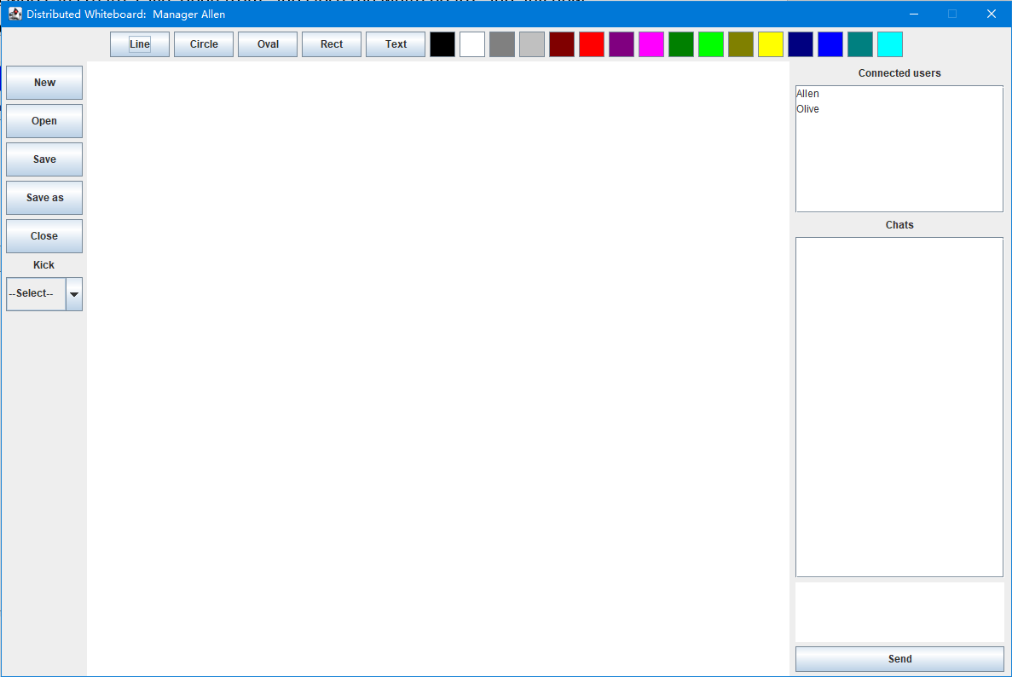 Distributed Whiteboard: Manager Allen
Line Circle Oval Rect Text
New
Open
Save
Save as
Close
Kick
--Select--
Connected users
Allen
Olive
Chats
Send